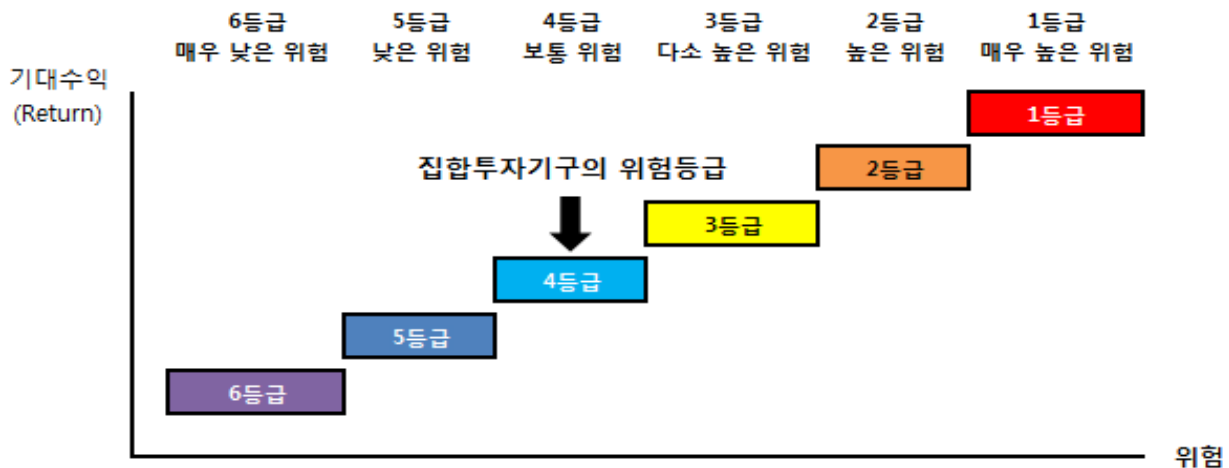 6등급 5등급 4등급 3등급 2등급 1등급
매우 낮은 위험 낮은 위험 보통 위험 다소 높은 위험 높은 위험 매우 높은 위험
기대수익
(Return)
1등급
집합투자기구의 위험등급
2등급
3등급
4등급
5등급
6등급
위험